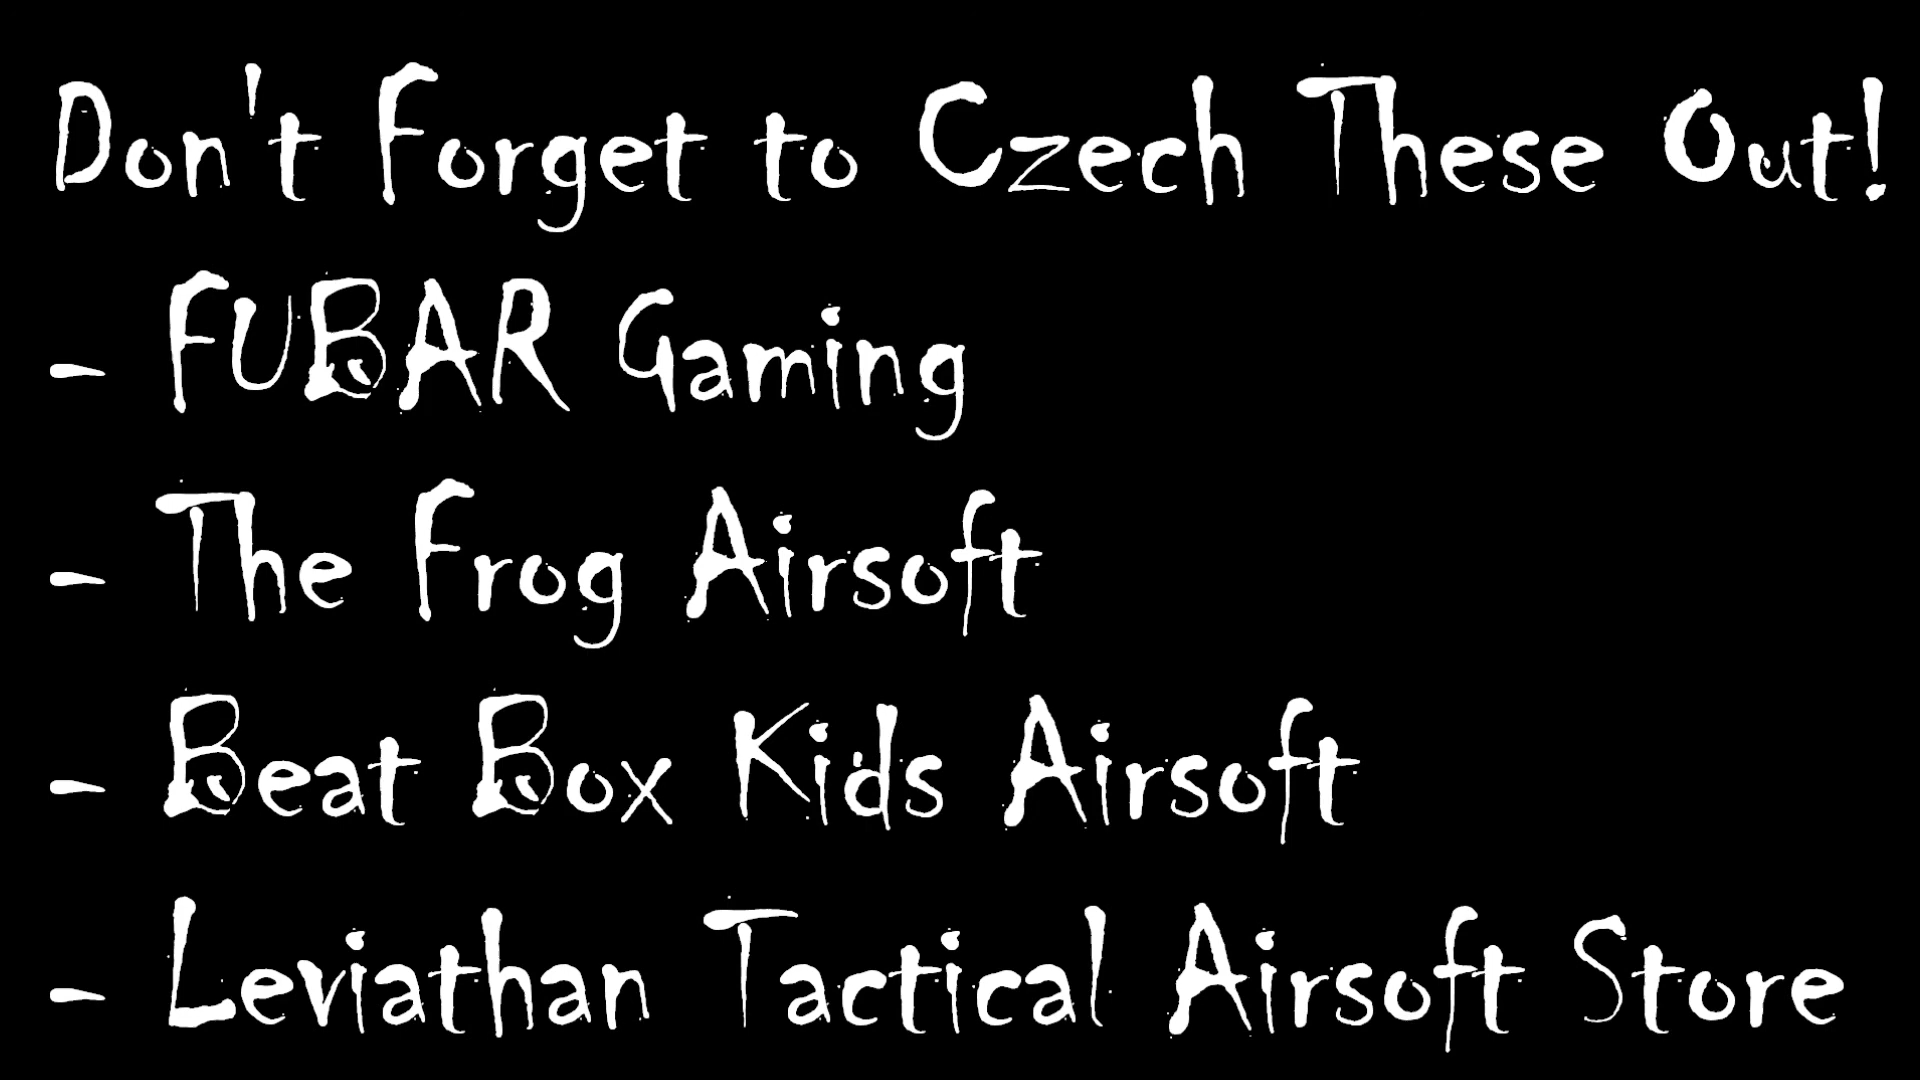 Don't Forget to Czech These Out!
- FUBAR Gaming
- The Frog Airsoft
- Beat Box Kids Airsoft
- Leviathan Tactical Airsoft Store